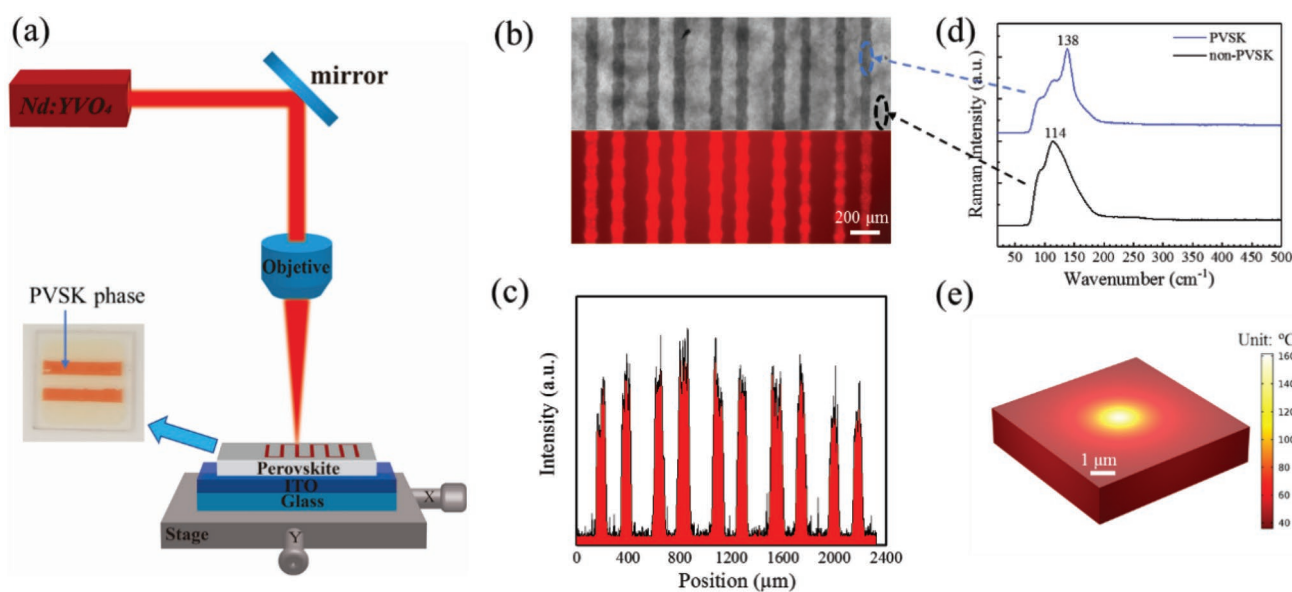 (a)
mirror
Nd:YVO₄
Objetive
PVSK phase
Perovskite
ITO
Glass
Stage
X
Y
(b)
200 μm
(c)
Intensity (a.u.)
0 400 800 1200 1600 2000 2400
Position (μm)
(d)
138
PVSK
non-PVSK
114
Raman Intensity (a.u.)
50 100 150 200 250 300 350 400 450 500
Wavenumber (cm⁻¹)
(e)
Unit: °C
160
140
120
100
80
60
40
1 μm